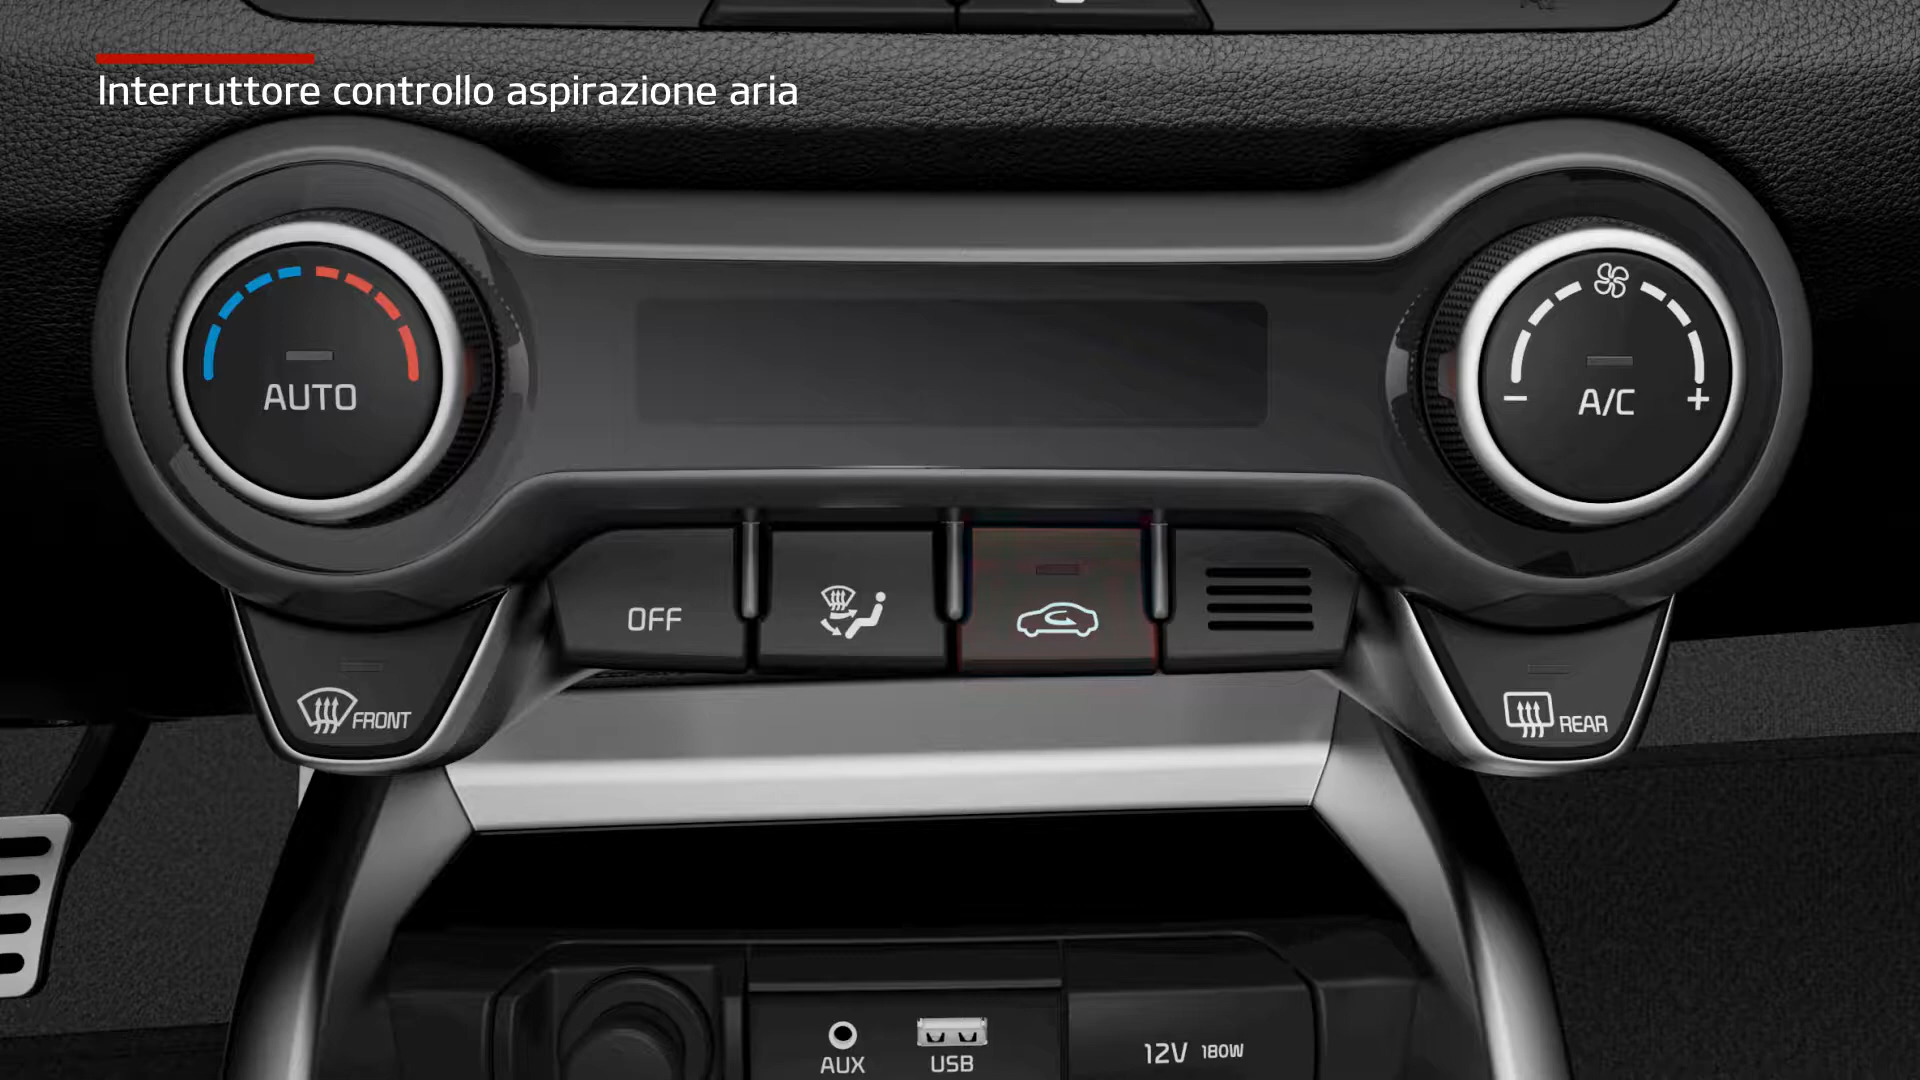 Interruttore controllo aspirazione aria
AUTO
A/C
OFF
FRONT
REAR
AUX
USB
12V 180W